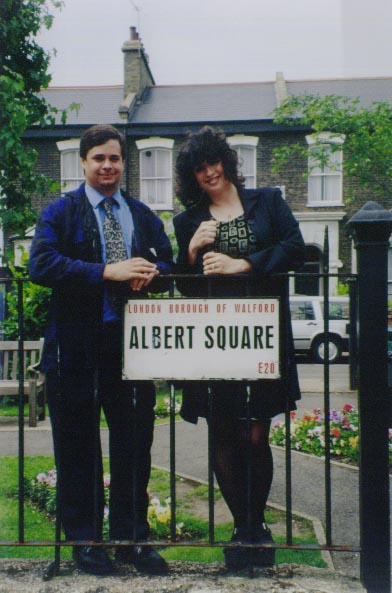 LONDON BOROUGH OF WALFORD
ALBERT SQUARE
E20